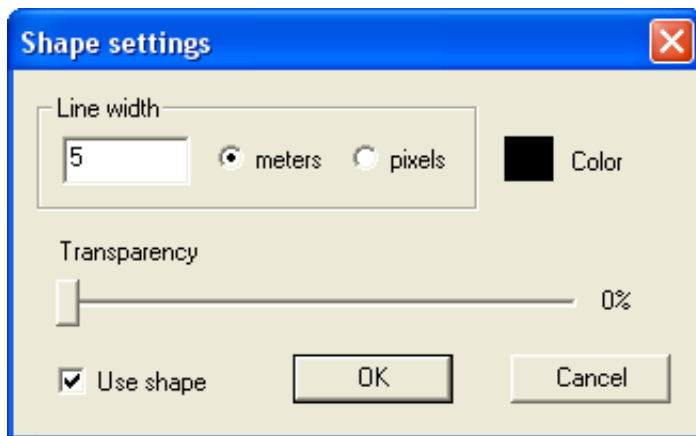 Shape settings
Line width
5 meters pixels Color
Transparency
0%
Use shape OK Cancel